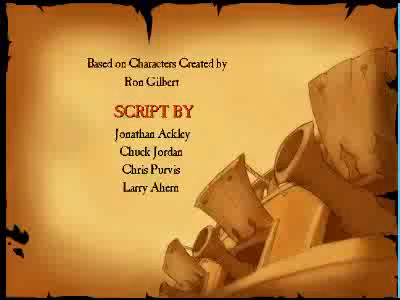 Based on Characters Created by
Ron Gilbert
SCRIPT BY
Jonathan Ackley
Chuck Jordan
Chris Purvis
Larry Ahern